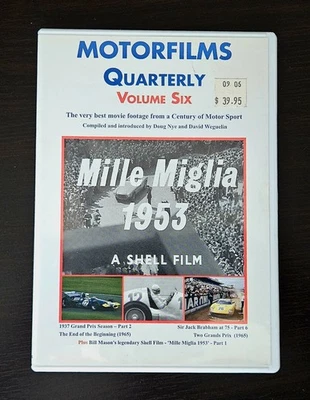 MOTORFILMS
QUARTERLY
VOLUME SIX
09 06
$ 39.95
The very best movie footage from a Century of Motor Sport
Compiled and introduced by Doug Nye and David Weguelin
Mille Miglia
1953
A SHELL FILM
12
1937 Grand Prix Season – Part 2
Sir Jack Brabham at 75 - Part 6
The End of the Beginning (1965)
Two Grands Prix (1965)
Plus Bill Mason's legendary Shell Film - 'Mille Miglia 1953' - Part 1